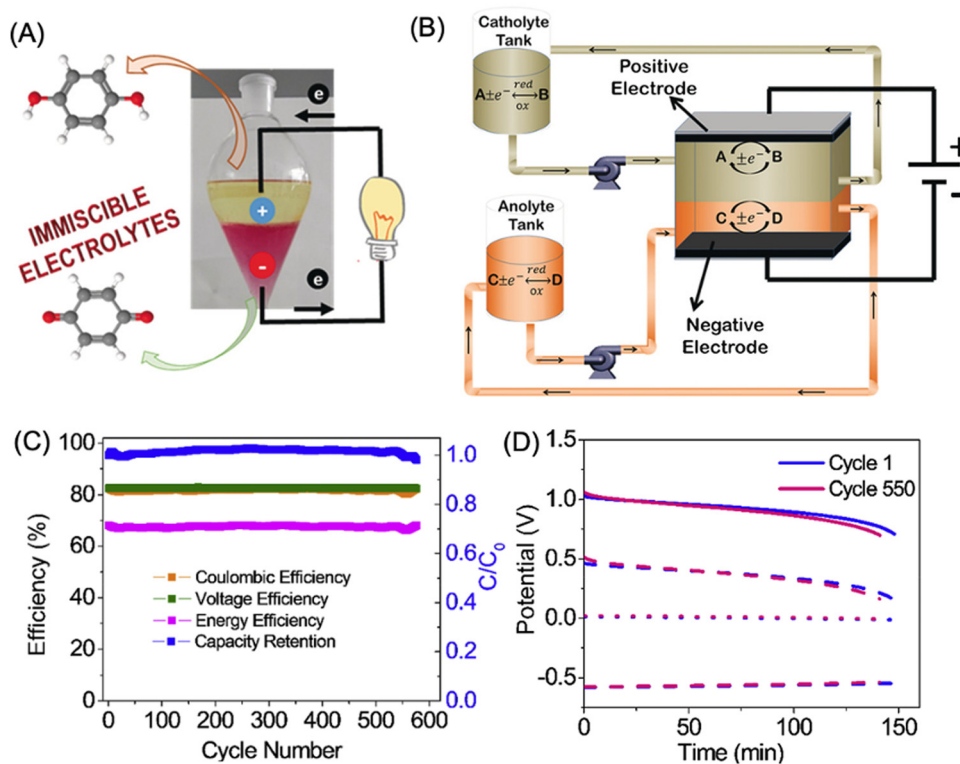 (A)
IMMISCIBLE
ELECTROLYTES
e
+
-
e
(B)
Catholyte
Tank
A±e⁻ red ⟷ ox B
Positive
Electrode
A ±e⁻ B
C ±e⁻ D
+
-
Anolyte
Tank
C±e⁻ red ⟷ ox D
Negative
Electrode
(C)
Efficiency (%)
100
80
60
40
20
0
Coulombic Efficiency
Voltage Efficiency
Energy Efficiency
Capacity Retention
1.0
0.8
0.6
0.4
0.2
0.0
C/C₀
0 100 200 300 400 500 600
Cycle Number
(D)
Potential (V)
1.5
1.0
0.5
0.0
-0.5
Cycle 1
Cycle 550
0 50 100 150
Time (min)